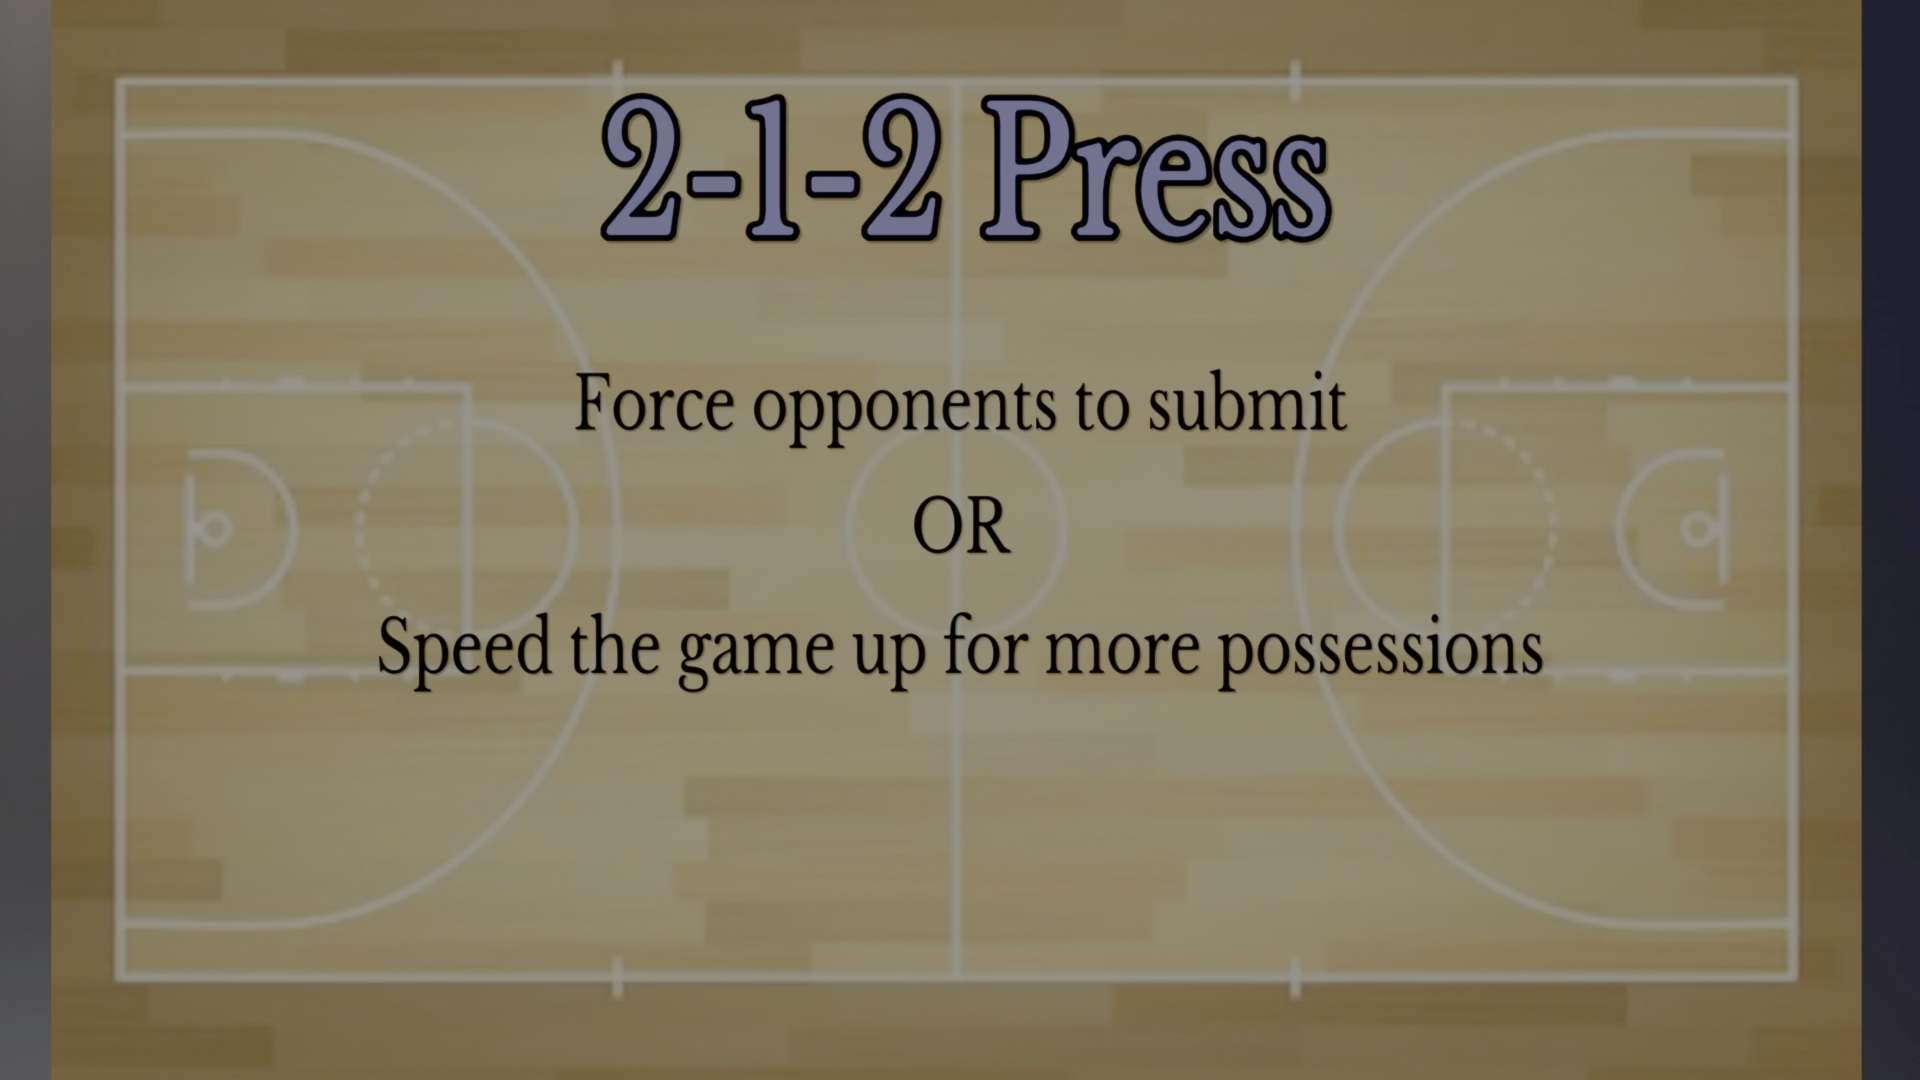 2-1-2 Press
Force opponents to submit
OR
Speed the game up for more possessions